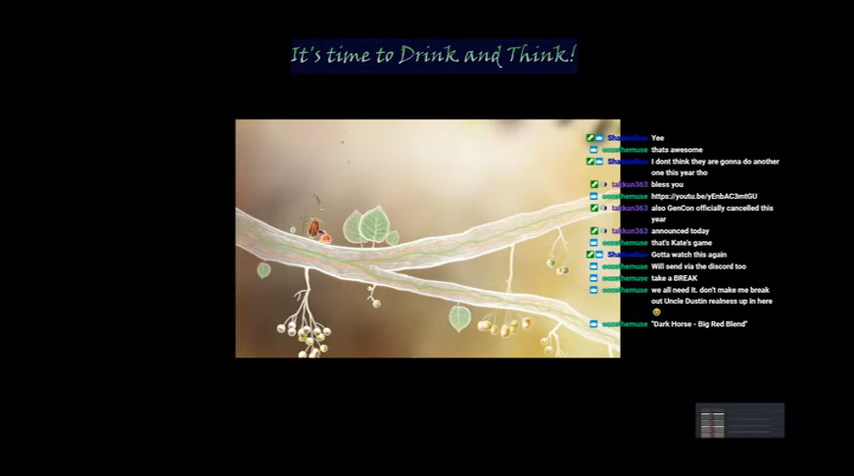 It's time to Drink and Think!
Yee
thats awesome
I dont think they are gonna do another
one this year tho
takkun363 bless you
https://youtu.be/yEnbAC3mtGU
takkun363 also GenCon officially cancelled this
year
takkun363 announced today
that's Kate's game
Gotta watch this again
Will send via the discord too
take a BREAK
we all need it. don't make me break
out Uncle Dustin realness up in here
"Dark Horse - Big Red Blend"